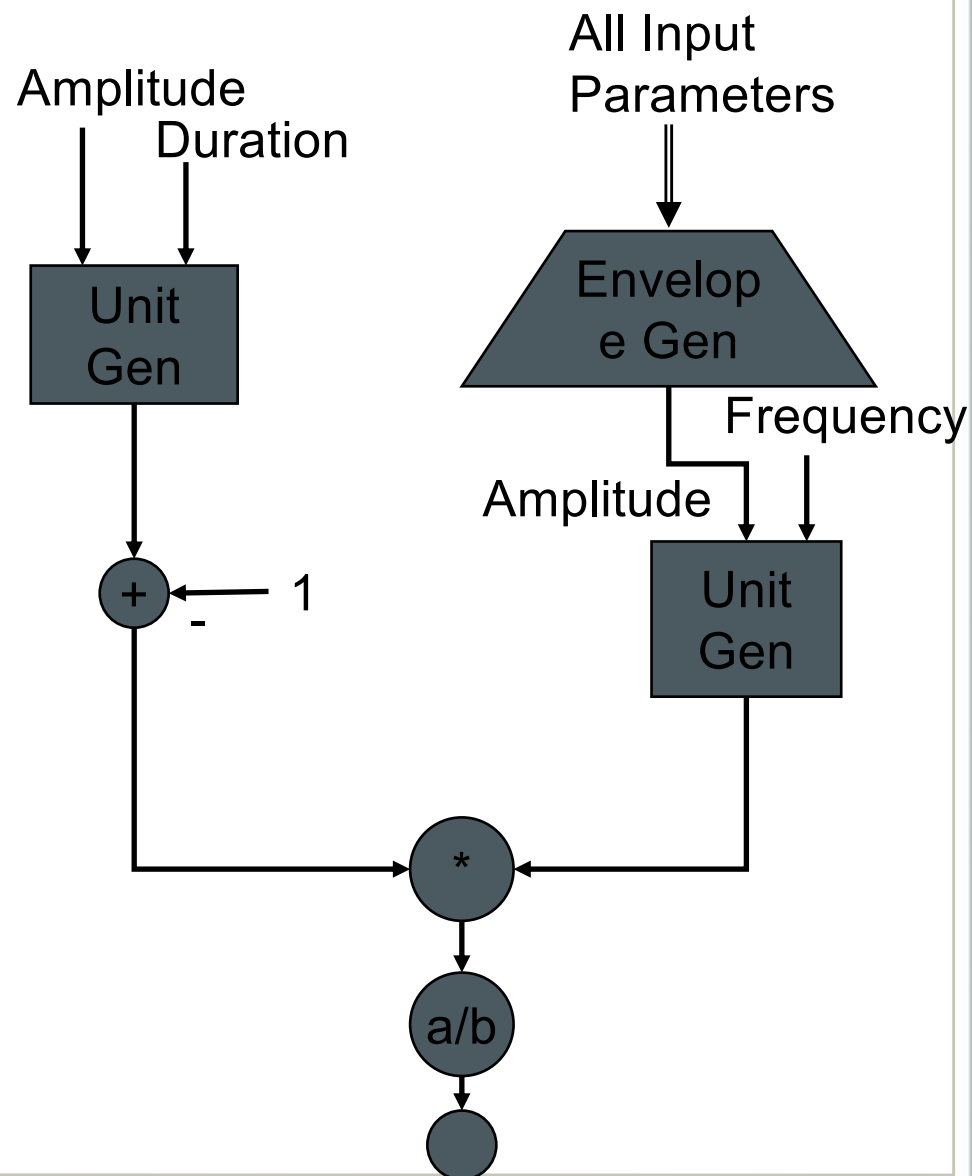 All Input
Parameters
Amplitude
Duration
Unit
Gen
Envelop
e Gen
Frequency
Amplitude
+
1
-
Unit
Gen
*
a/b